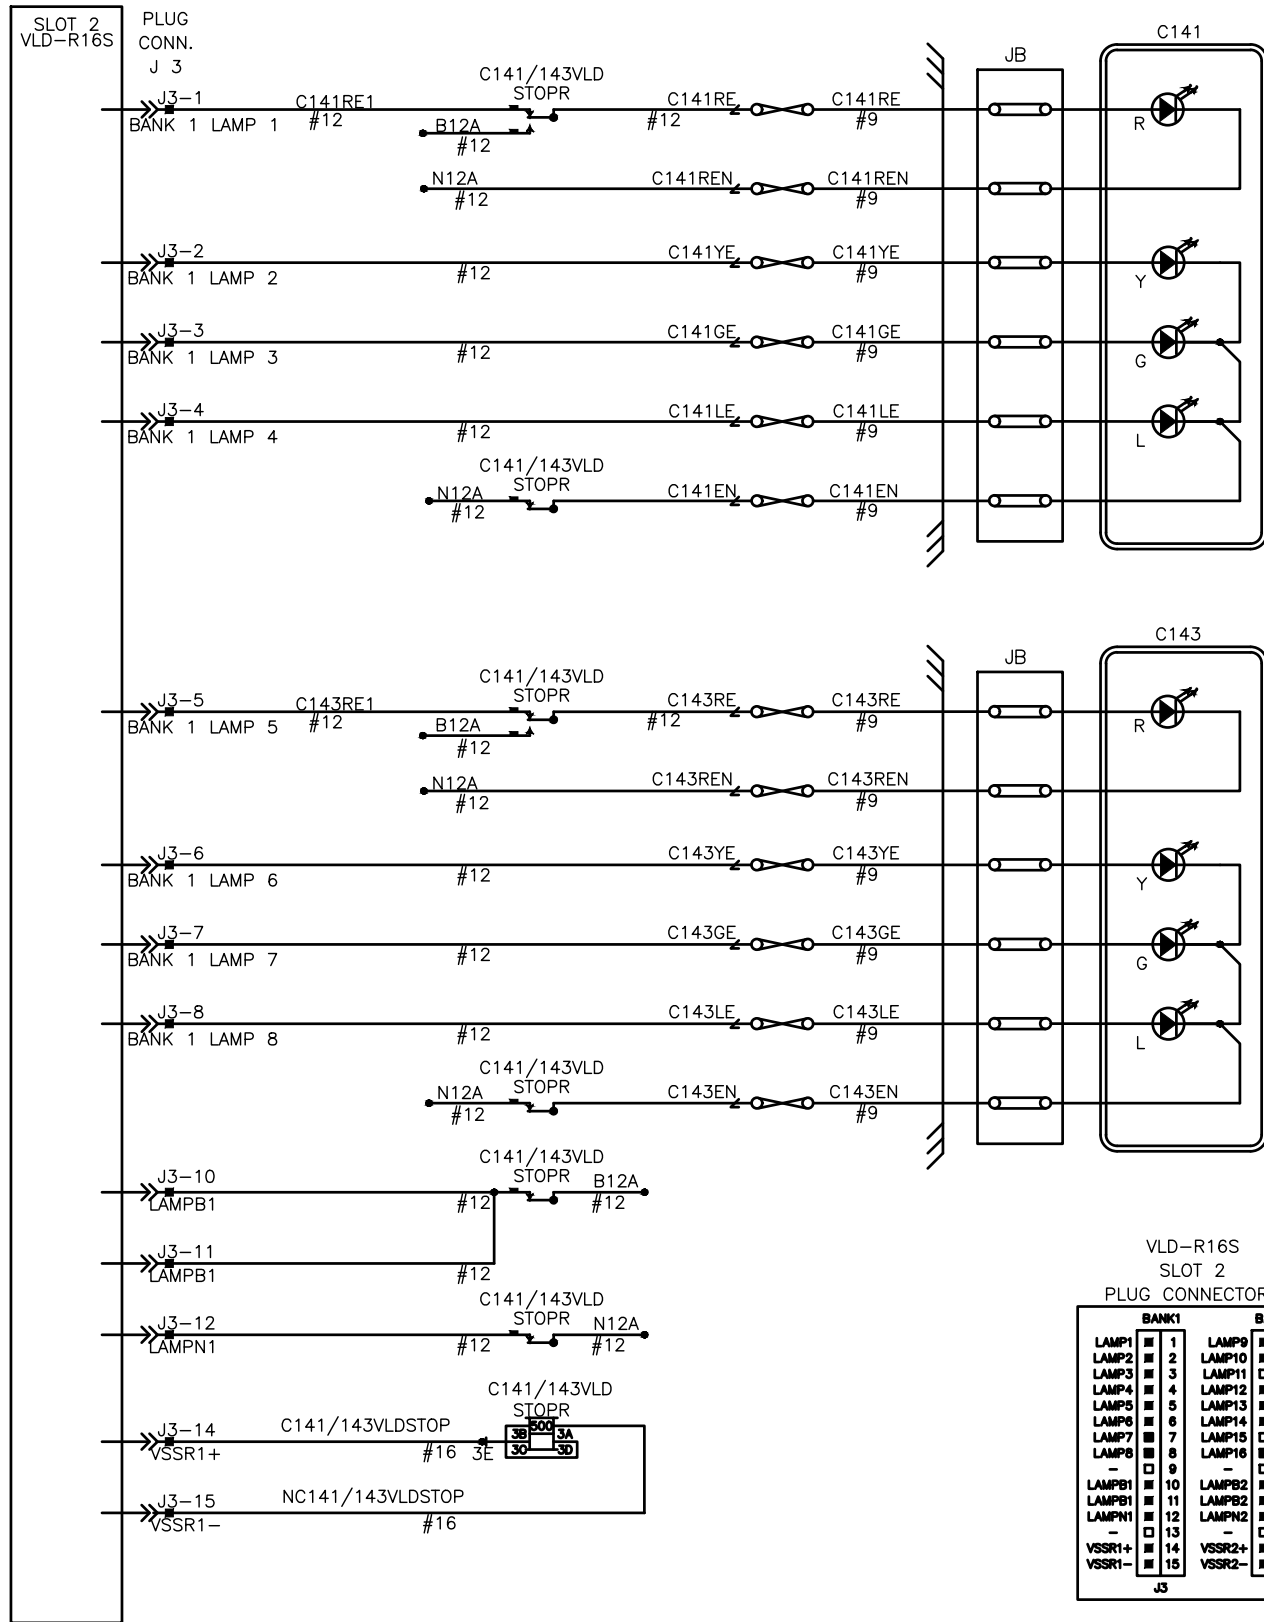 SLOT 2
VLD-R16S
PLUG
CONN.
J 3
C141
JB
C141/143VLD
STOPR
J3-1
C141RE1
C141RE
C141RE
BANK 1 LAMP 1
#12
B12A
#12
#12
#9
R
N12A
#12
C141REN
C141REN
#9
J3-2
BANK 1 LAMP 2
#12
C141YE
C141YE
#9
Y
J3-3
BANK 1 LAMP 3
#12
C141GE
C141GE
#9
G
J3-4
BANK 1 LAMP 4
#12
C141LE
C141LE
#9
L
C141/143VLD
STOPR
N12A
#12
C141EN
C141EN
#9
C143
JB
C141/143VLD
STOPR
J3-5
C143RE1
C143RE
C143RE
BANK 1 LAMP 5
#12
B12A
#12
#12
#9
R
N12A
#12
C143REN
C143REN
#9
J3-6
BANK 1 LAMP 6
#12
C143YE
C143YE
#9
Y
J3-7
BANK 1 LAMP 7
#12
C143GE
C143GE
#9
G
J3-8
BANK 1 LAMP 8
#12
C143LE
C143LE
#9
L
C141/143VLD
STOPR
N12A
#12
C143EN
C143EN
#9
C141/143VLD
STOPR
J3-10
LAMPB1
#12
B12A
#12
J3-11
LAMPB1
#12
C141/143VLD
STOPR
J3-12
LAMPN1
#12
N12A
#12
C141/143VLD
STOPR
J3-14
VSSR1+
C141/143VLDSTOP
#16
3E
500
3B 3A
3C 3D
J3-15
VSSR1-
NC141/143VLDSTOP
#16
VLD-R16S
SLOT 2
PLUG CONNECTOR
BANK1
LAMP1 1 LAMP9
LAMP2 2 LAMP10
LAMP3 3 LAMP11
LAMP4 4 LAMP12
LAMP5 5 LAMP13
LAMP6 6 LAMP14
LAMP7 7 LAMP15
LAMP8 8 LAMP16
- 9 -
LAMPB1 10 LAMPB2
LAMPB1 11 LAMPB2
LAMPN1 12 LAMPN2
- 13 -
VSSR1+ 14 VSSR2+
VSSR1- 15 VSSR2-
J3